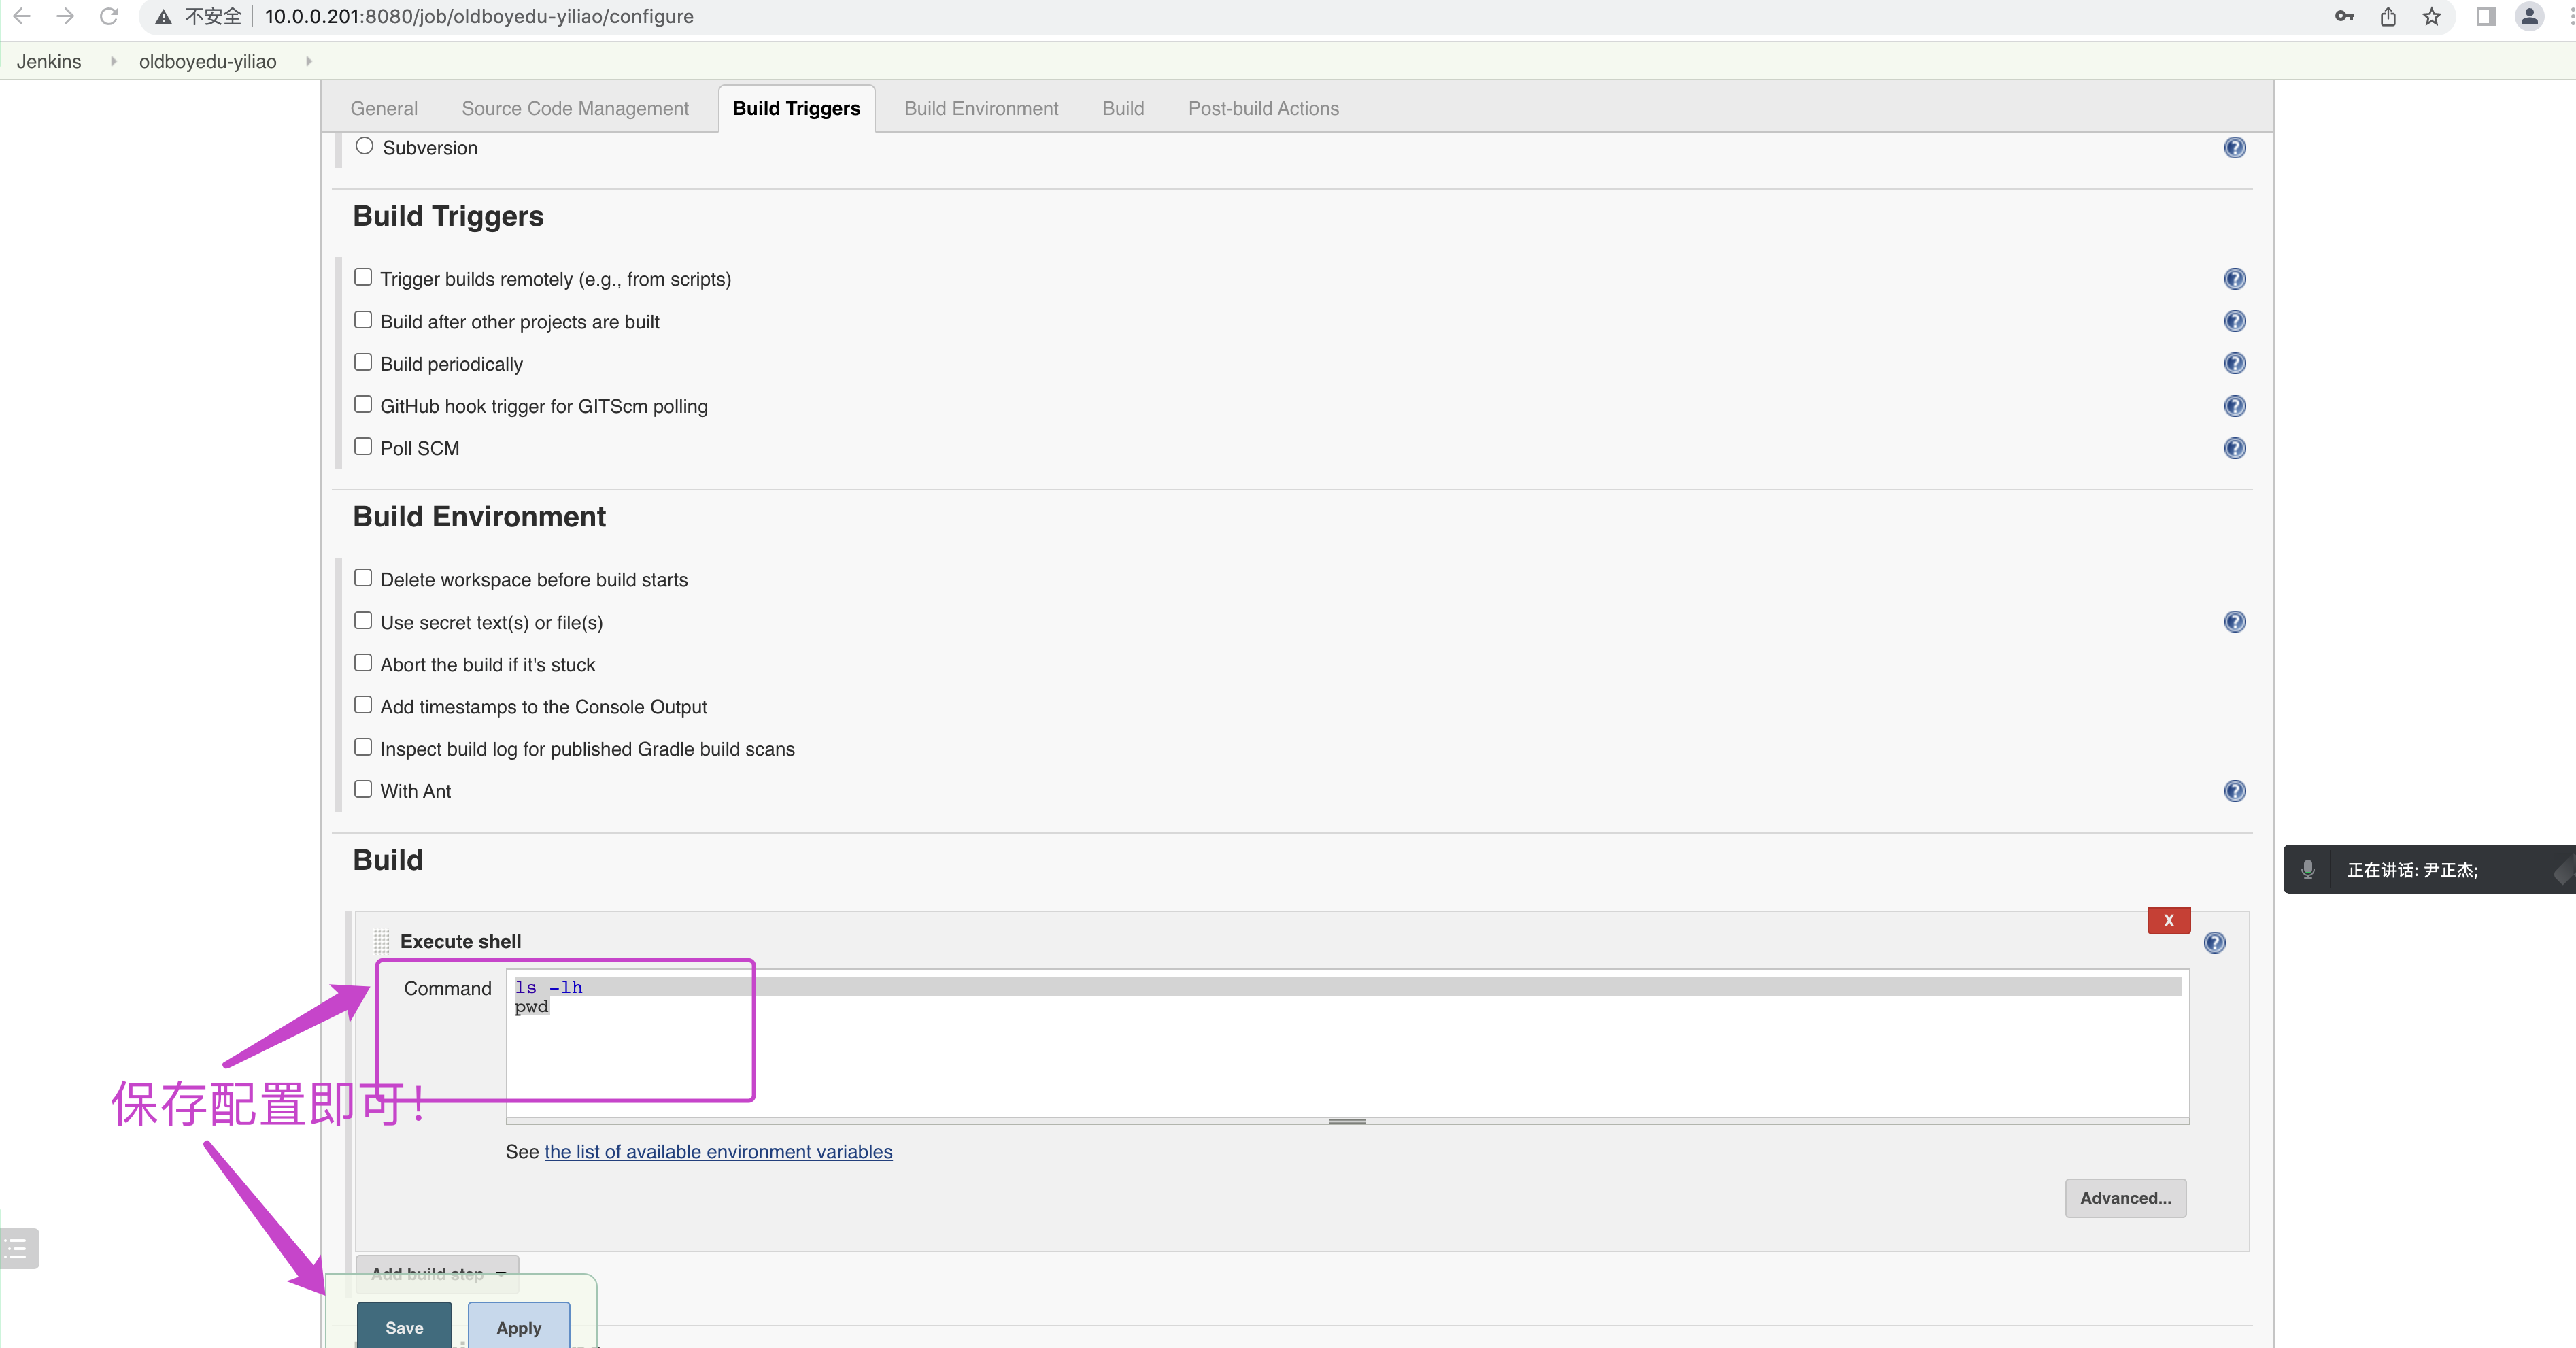 不安全 10.0.0.201:8080/job/oldboyedu-yiliao/configure
Jenkins oldboyedu-yiliao
General Source Code Management Build Triggers Build Environment Build Post-build Actions
Subversion
Build Triggers
Trigger builds remotely (e.g., from scripts)
Build after other projects are built
Build periodically
GitHub hook trigger for GITScm polling
Poll SCM
Build Environment
Delete workspace before build starts
Use secret text(s) or file(s)
Abort the build if it's stuck
Add timestamps to the Console Output
Inspect build log for published Gradle build scans
With Ant
正在讲话: 尹正杰;
Build
X
Execute shell
Command ls -lh
pwd
保存配置即可!
See the list of available environment variables
Advanced...
Add build step
Save Apply